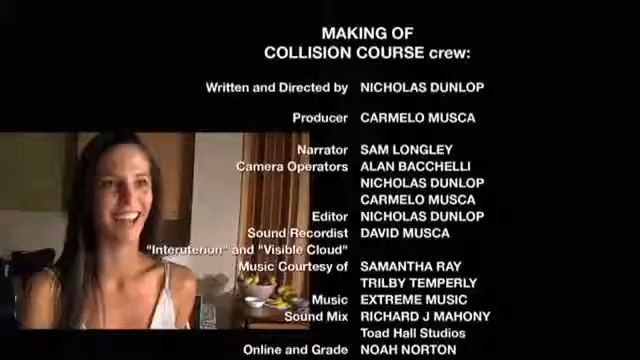 MAKING OF
COLLISION COURSE crew:
Written and Directed by NICHOLAS DUNLOP
Producer CARMELO MUSCA
Narrator SAM LONGLEY
Camera Operators ALAN BACCHELLI
NICHOLAS DUNLOP
CARMELO MUSCA
Editor NICHOLAS DUNLOP
Sound Recordist DAVID MUSCA
"Interuterion" and "Visible Cloud"
Music Courtesy of SAMANTHA RAY
TRILBY TEMPERLY
Music EXTREME MUSIC
Sound Mix RICHARD J MAHONY
Toad Hall Studios
Online and Grade NOAH NORTON